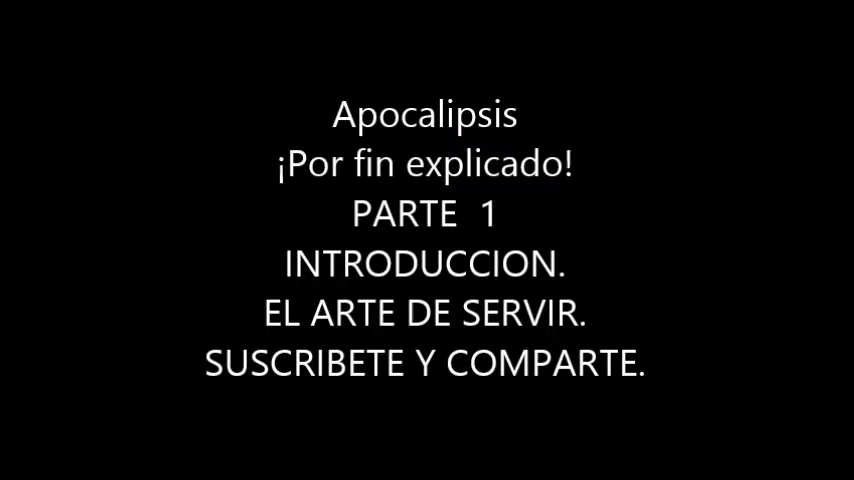 Apocalipsis
¡Por fin explicado!
PARTE  1
INTRODUCCION.
EL ARTE DE SERVIR.
SUSCRIBETE Y COMPARTE.